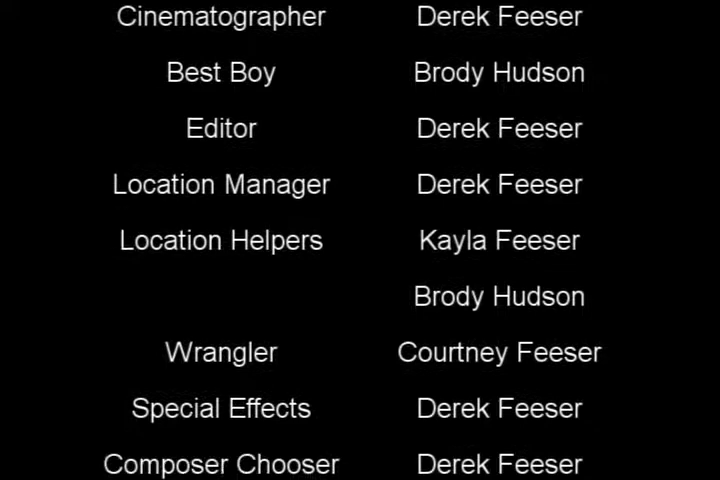 Cinematographer Derek Feeser
Best Boy Brody Hudson
Editor Derek Feeser
Location Manager Derek Feeser
Location Helpers Kayla Feeser
Brody Hudson
Wrangler Courtney Feeser
Special Effects Derek Feeser
Composer Chooser Derek Feeser